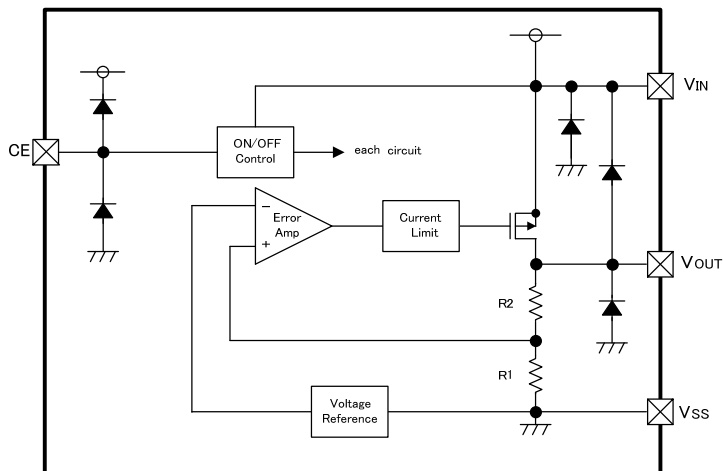 VIN
CE
ON/OFF
Control
each circuit
−
Error
Amp
+
Current
Limit
VOUT
R2
R1
Voltage
Reference
VSS